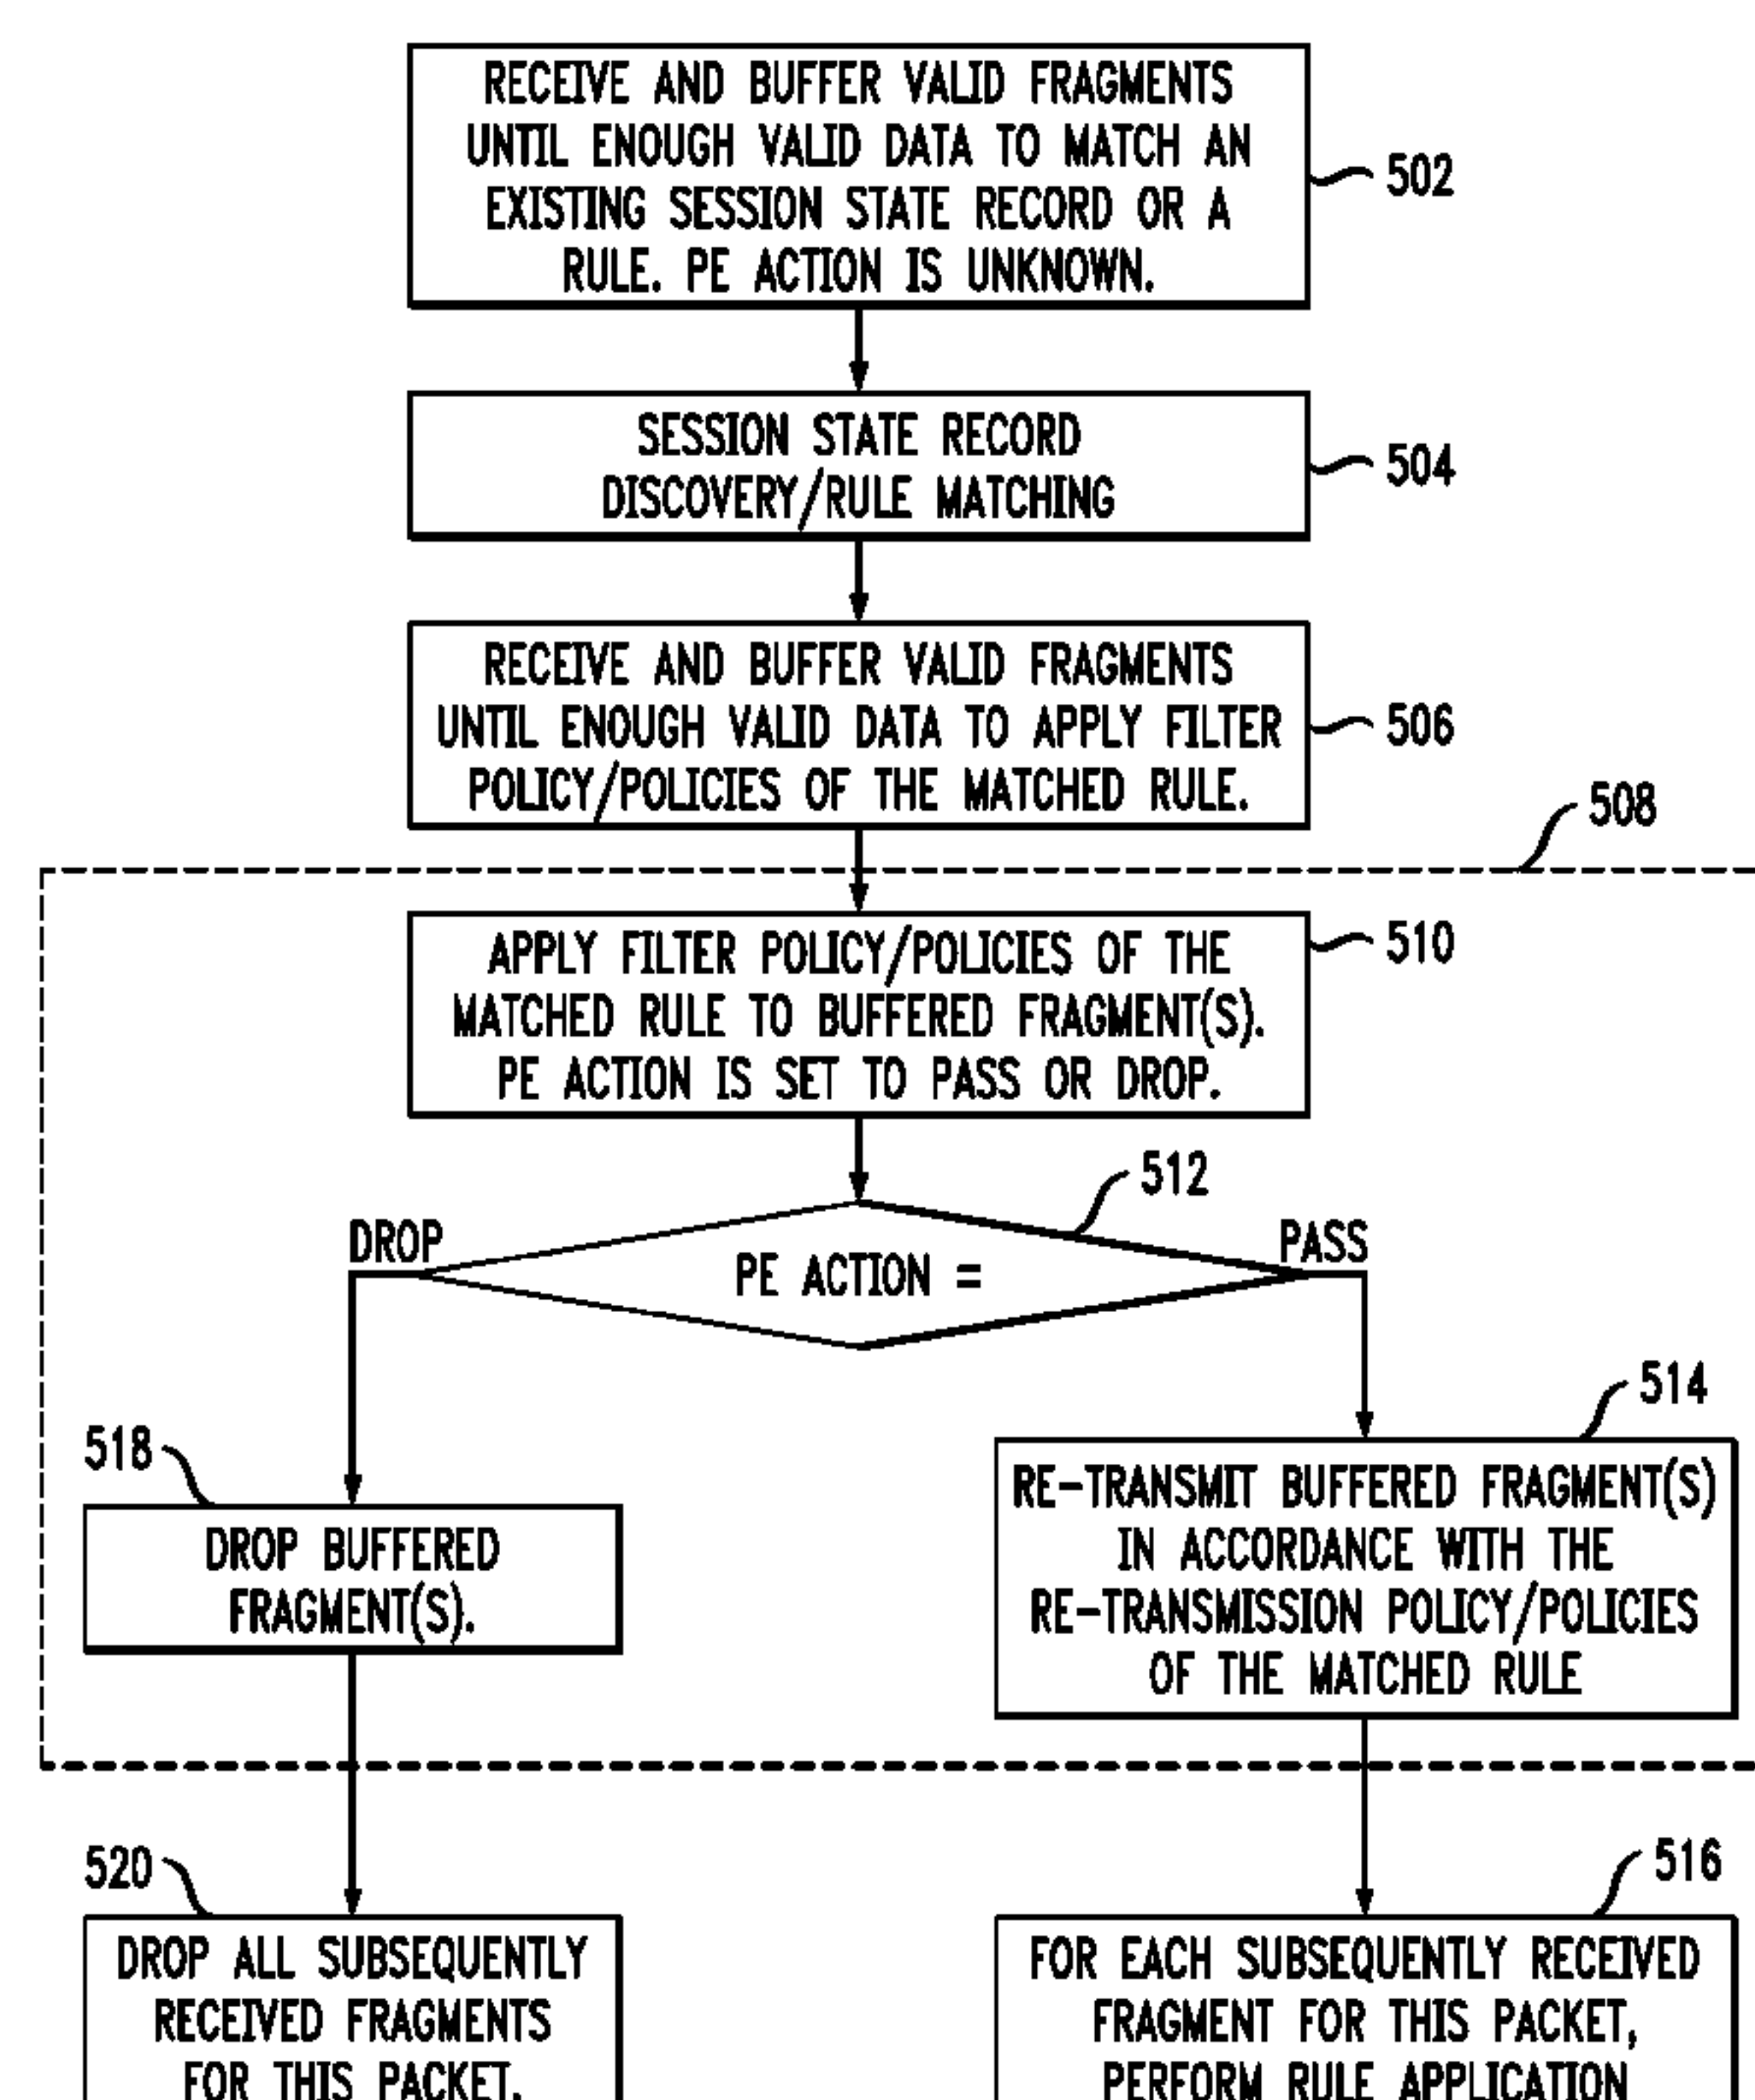 RECEIVE AND BUFFER VALID FRAGMENTS
UNTIL ENOUGH VALID DATA TO MATCH AN
EXISTING SESSION STATE RECORD OR A
RULE. PE ACTION IS UNKNOWN.
502
SESSION STATE RECORD
DISCOVERY/RULE MATCHING
504
RECEIVE AND BUFFER VALID FRAGMENTS
UNTIL ENOUGH VALID DATA TO APPLY FILTER
POLICY/POLICIES OF THE MATCHED RULE.
506
508
APPLY FILTER POLICY/POLICIES OF THE
MATCHED RULE TO BUFFERED FRAGMENT(S).
PE ACTION IS SET TO PASS OR DROP.
510
512
DROP
PE ACTION =
PASS
518
DROP BUFFERED
FRAGMENT(S).
514
RE-TRANSMIT BUFFERED FRAGMENT(S)
IN ACCORDANCE WITH THE
RE-TRANSMISSION POLICY/POLICIES
OF THE MATCHED RULE
520
DROP ALL SUBSEQUENTLY
RECEIVED FRAGMENTS
FOR THIS PACKET.
516
FOR EACH SUBSEQUENTLY RECEIVED
FRAGMENT FOR THIS PACKET,
PERFORM RULE APPLICATION